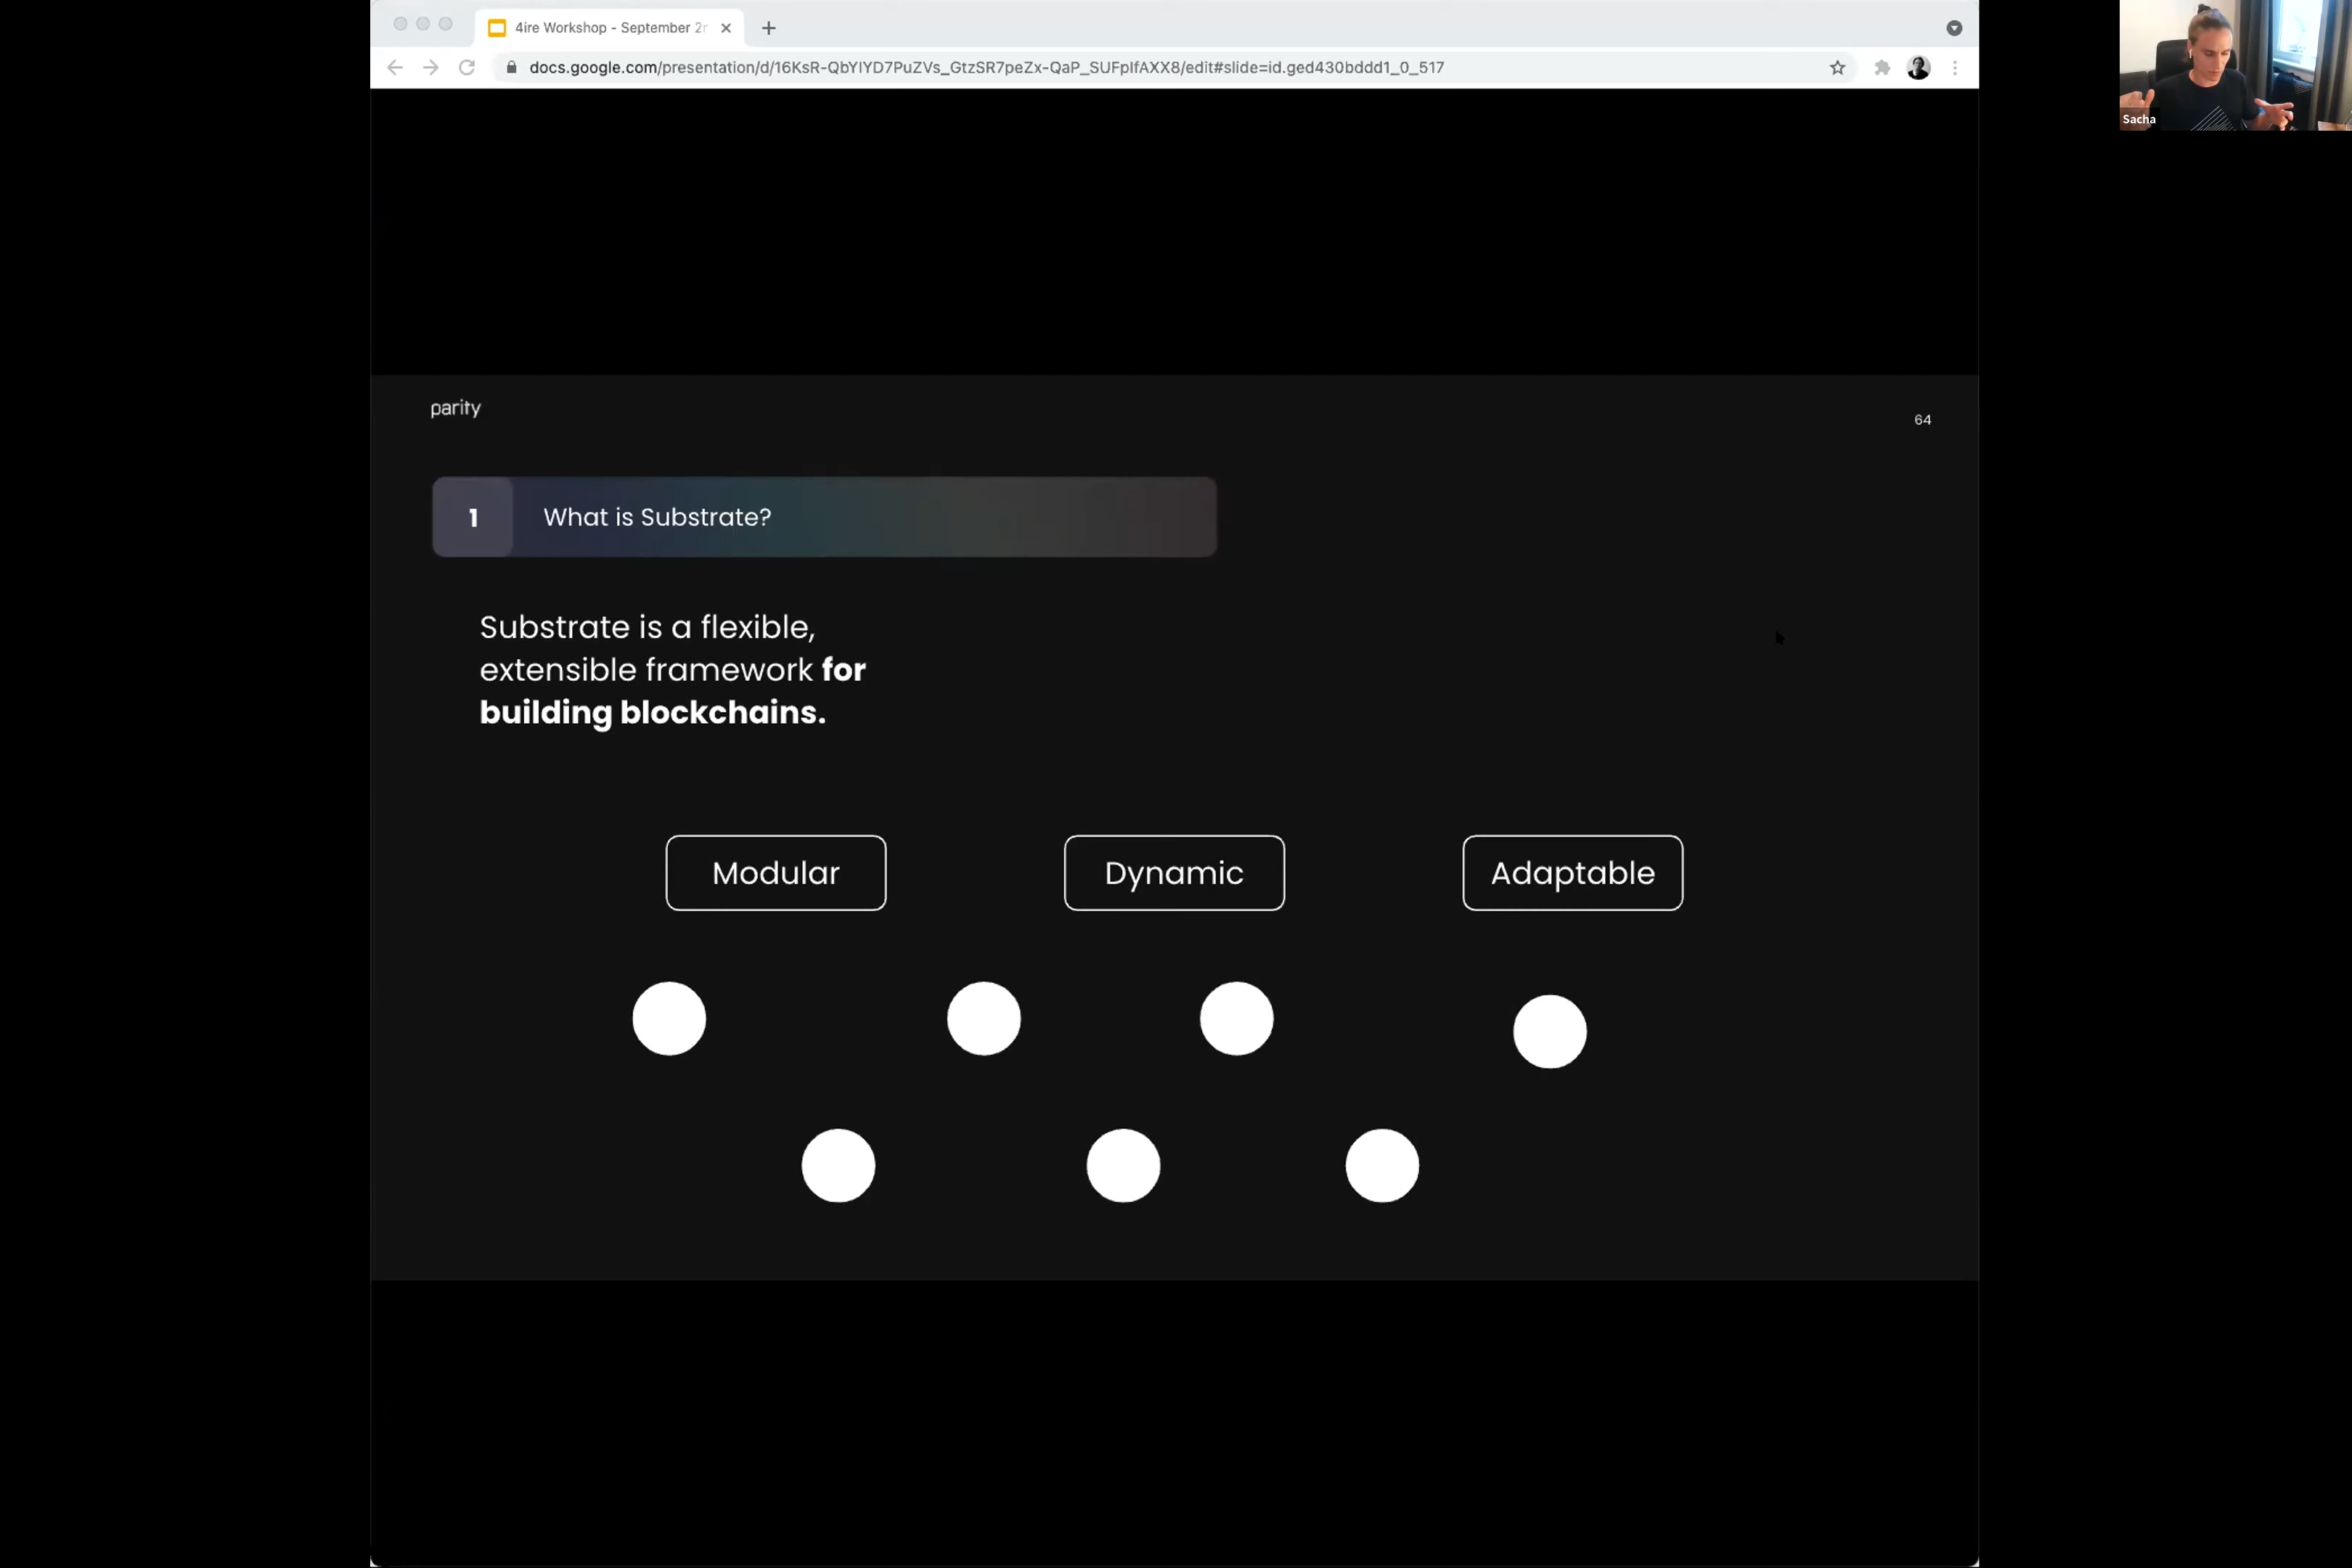 4ire Workshop - September 2r
docs.google.com/presentation/d/16KsR-QbYIYD7PuZVs_GtzSR7peZx-QaP_SUFpIfAXX8/edit#slide=id.ged430bddd1_0_517
Sacha
parity
64
1 What is Substrate?
Substrate is a flexible,
extensible framework for
building blockchains.
Modular Dynamic Adaptable